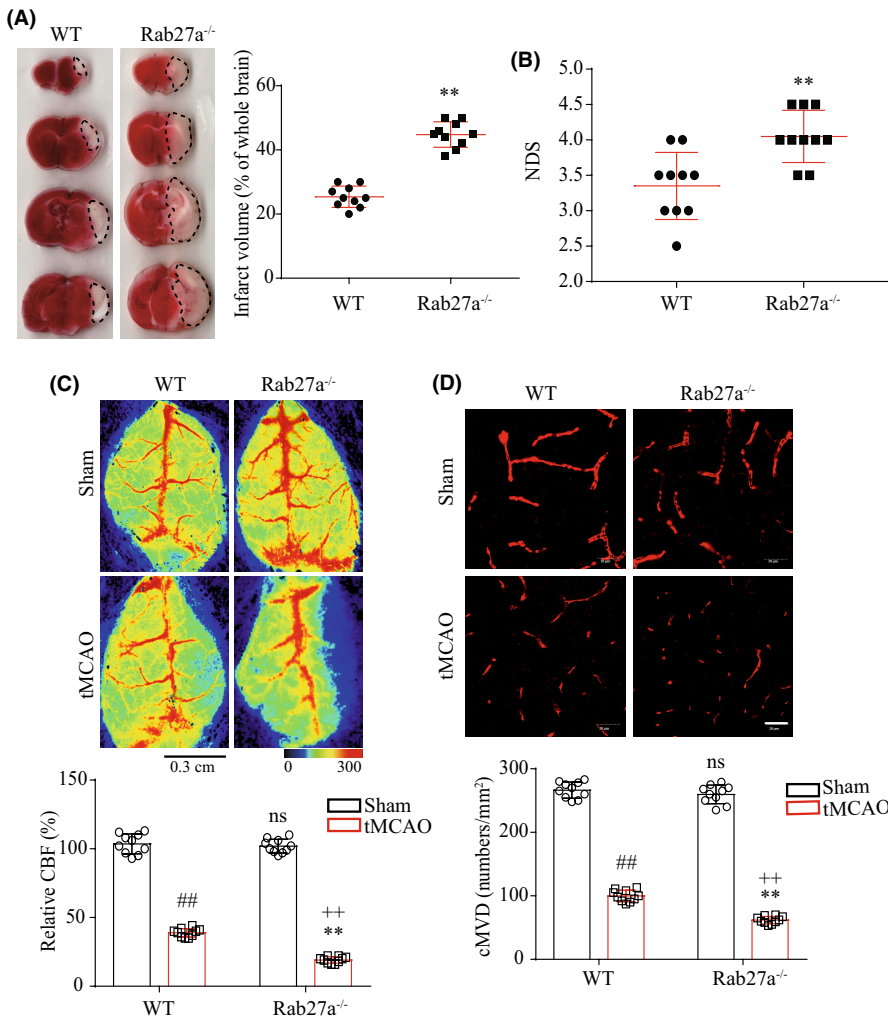 (A)
WT
Rab27a-/-
Infarct volume (% of whole brain)
60
40
20
0
**
WT
Rab27a-/-
(B)
NDS
5.0
4.5
4.0
3.5
3.0
2.5
2.0
**
WT
Rab27a-/-
(C)
WT
Rab27a-/-
Sham
tMCAO
0.3 cm
0
300
Relative CBF (%)
150
100
50
0
##
ns
++
**
Sham
tMCAO
WT
Rab27a-/-
(D)
WT
Rab27a-/-
Sham
tMCAO
cMVD (numbers/mm²)
300
200
100
0
##
ns
++
**
Sham
tMCAO
WT
Rab27a-/-